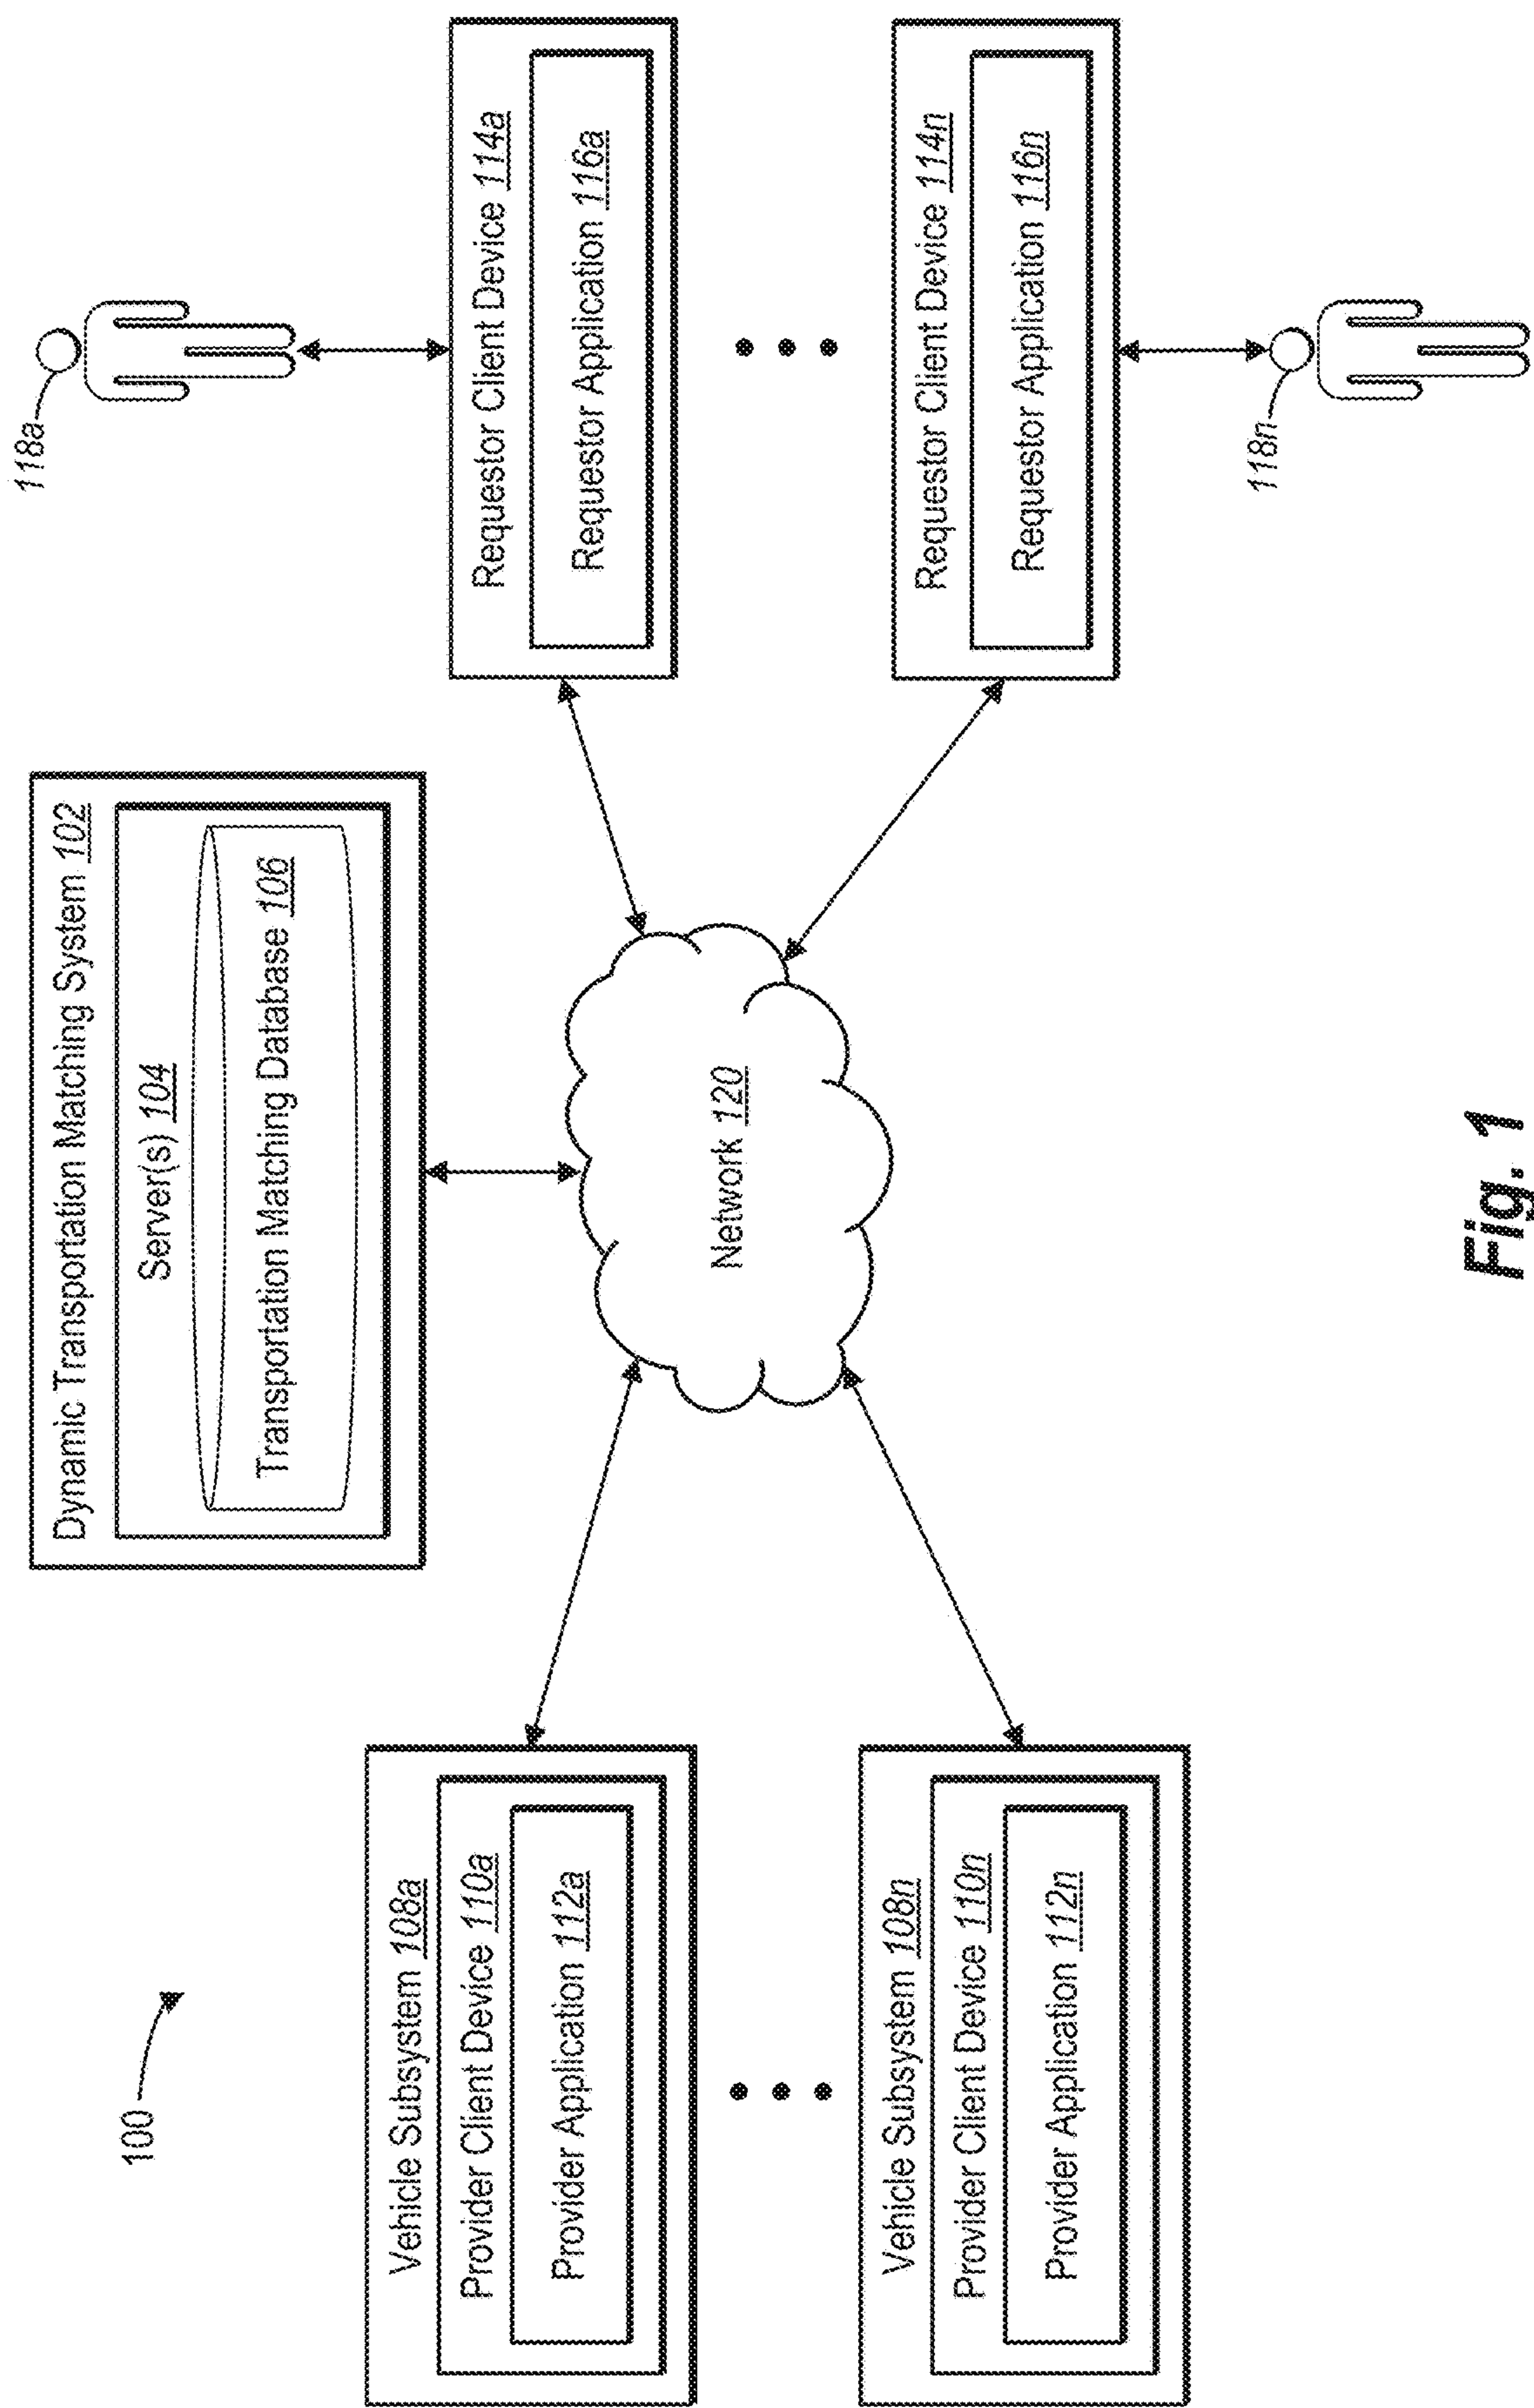 100
Dynamic Transportation Matching System 102
Server(s) 104
Transportation Matching Database 106
118a
Vehicle Subsystem 108a
Provider Client Device 110a
Provider Application 112a
Requestor Client Device 114a
Requestor Application 116a
Network 120
Vehicle Subsystem 108n
Provider Client Device 110n
Provider Application 112n
Requestor Client Device 114n
Requestor Application 116n
118n
Fig. 1